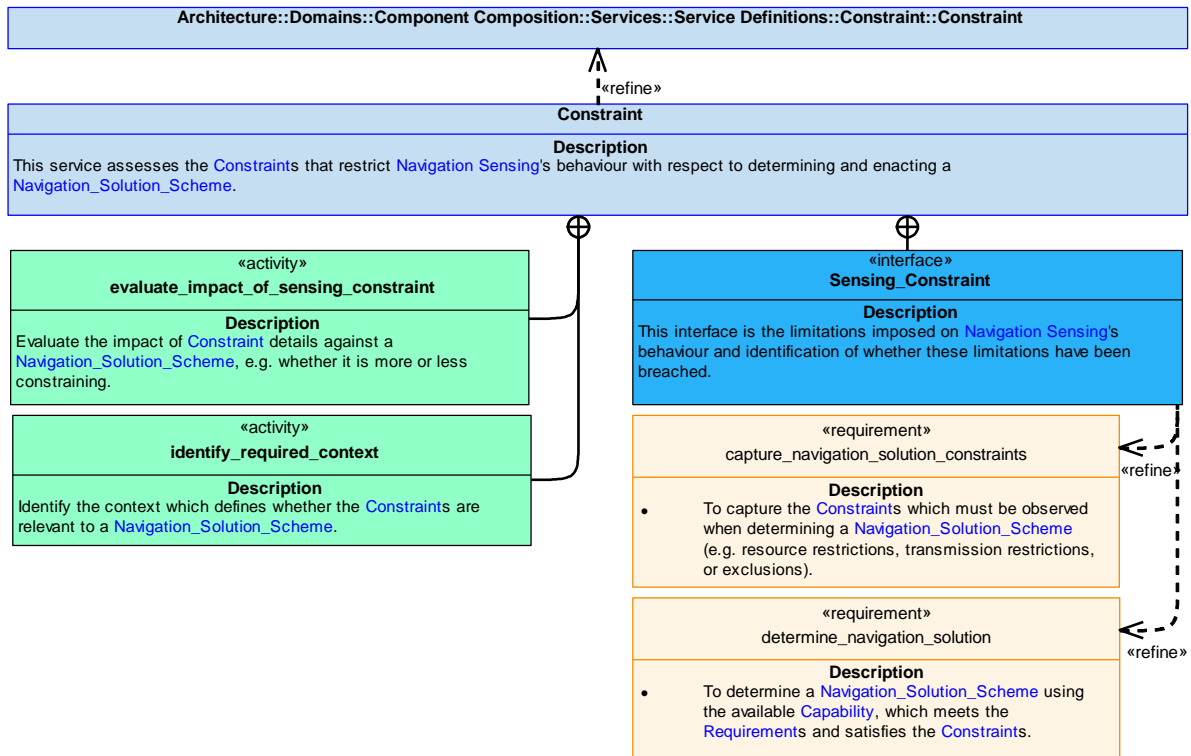 Architecture::Domains::Component Composition::Services::Service Definitions::Constraint::Constraint
«refine»
Constraint
Description
This service assesses the Constraints that restrict Navigation Sensing's behaviour with respect to determining and enacting a
Navigation_Solution_Scheme.
«activity»
evaluate_impact_of_sensing_constraint
Description
Evaluate the impact of Constraint details against a
Navigation_Solution_Scheme, e.g. whether it is more or less
constraining.
«activity»
identify_required_context
Description
Identify the context which defines whether the Constraints are
relevant to a Navigation_Solution_Scheme.
«interface»
Sensing_Constraint
Description
This interface is the limitations imposed on Navigation Sensing's
behaviour and identification of whether these limitations have been
breached.
«requirement»
capture_navigation_solution_constraints
«refine»
Description
• To capture the Constraints which must be observed
when determining a Navigation_Solution_Scheme
(e.g. resource restrictions, transmission restrictions,
or exclusions).
«requirement»
determine_navigation_solution
«refine»
Description
• To determine a Navigation_Solution_Scheme using
the available Capability, which meets the
Requirements and satisfies the Constraints.